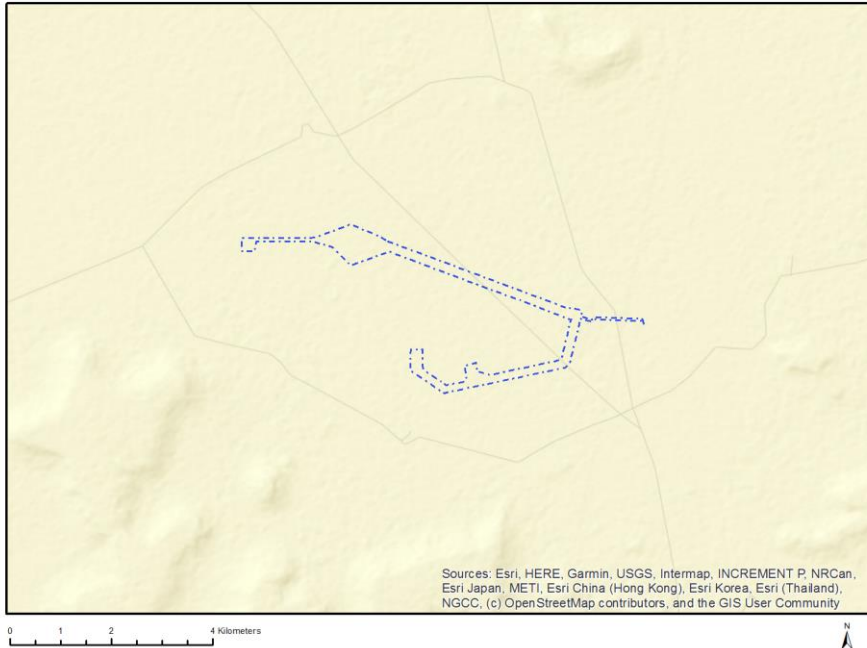 Sources: Esri, HERE, Garmin, USGS, Intermap, INCREMENT P, NRCan,
Esri Japan, METI, Esri China (Hong Kong), Esri Korea, Esri (Thailand),
NGCC, (c) OpenStreetMap contributors, and the GIS User Community
0 1 2 4 Kilometers
N